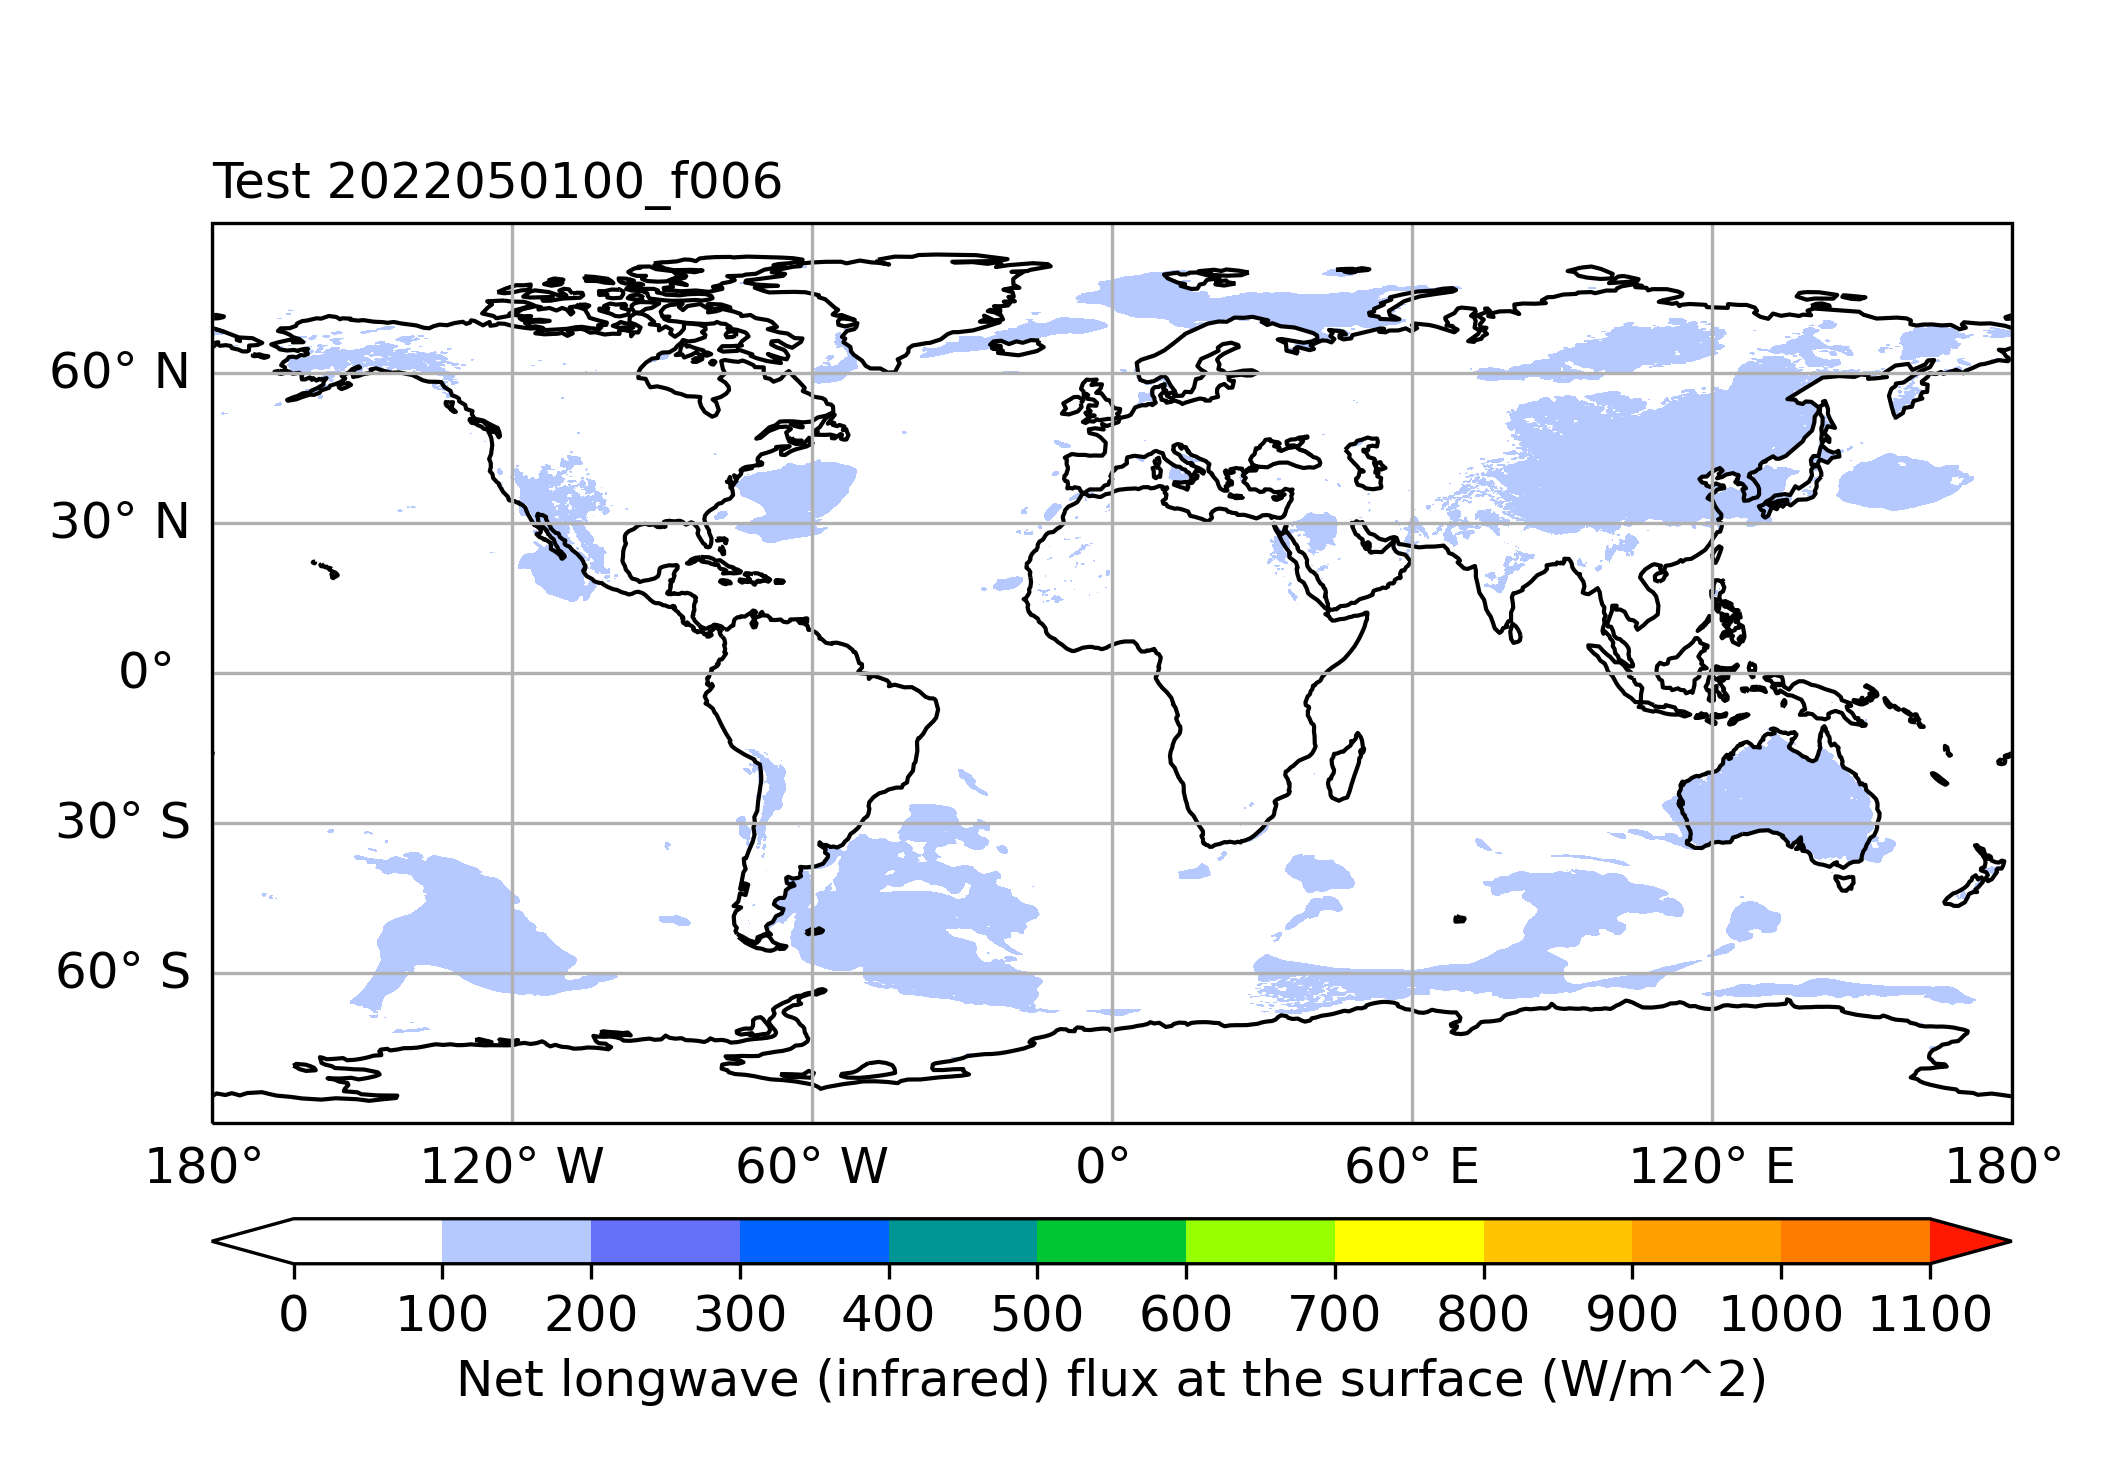 Test 2022050100_f006
60° N
30° N
0°
30° S
60° S
180° 120° W 60° W 0° 60° E 120° E 180°
0 100 200 300 400 500 600 700 800 900 1000 1100
Net longwave (infrared) flux at the surface (W/m^2)